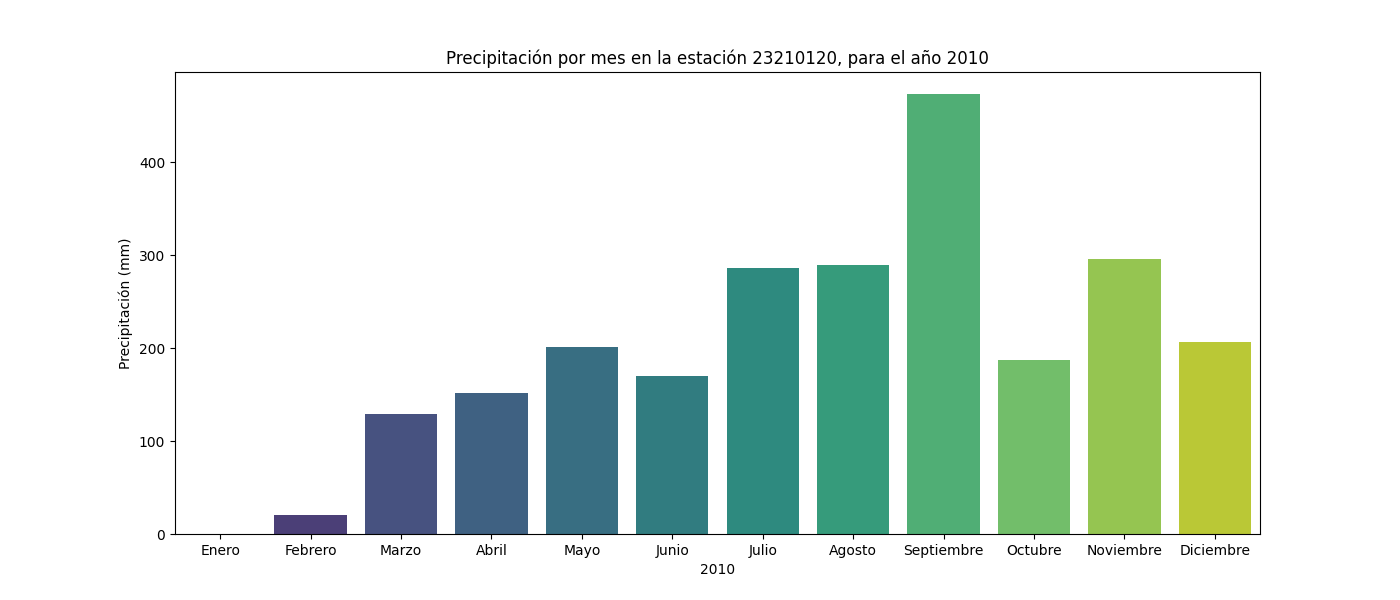 Precipitación por mes en la estación 23210120, para el año 2010
Precipitación (mm)
400
300
200
100
0
Enero Febrero Marzo Abril Mayo Junio Julio Agosto Septiembre Octubre Noviembre Diciembre
2010